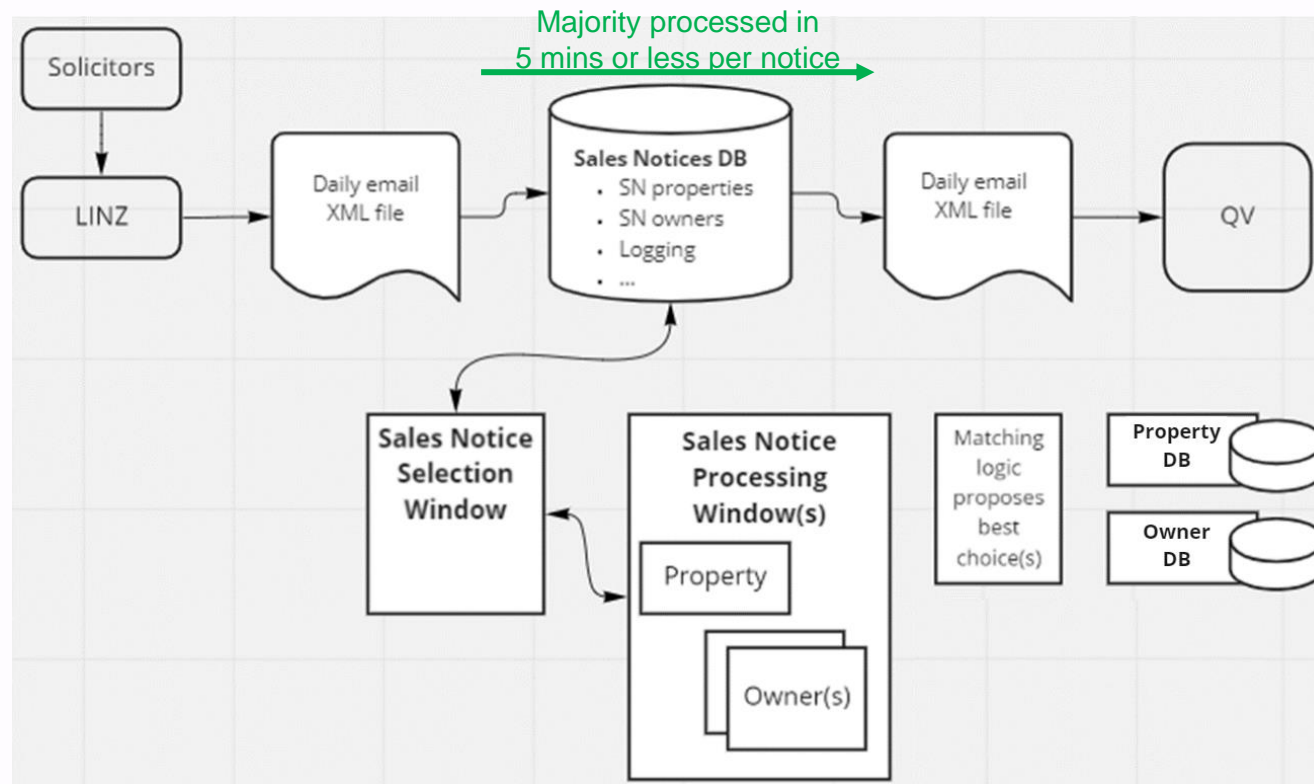 Majority processed in
5 mins or less per notice
Solicitors
LINZ
Daily email
XML file
Sales Notices DB
• SN properties
• SN owners
• Logging
• ...
Daily email
XML file
QV
Sales Notice
Selection
Window
Sales Notice
Processing
Window(s)
Property
Owner(s)
Matching
logic
proposes
best
choice(s)
Property
DB
Owner
DB